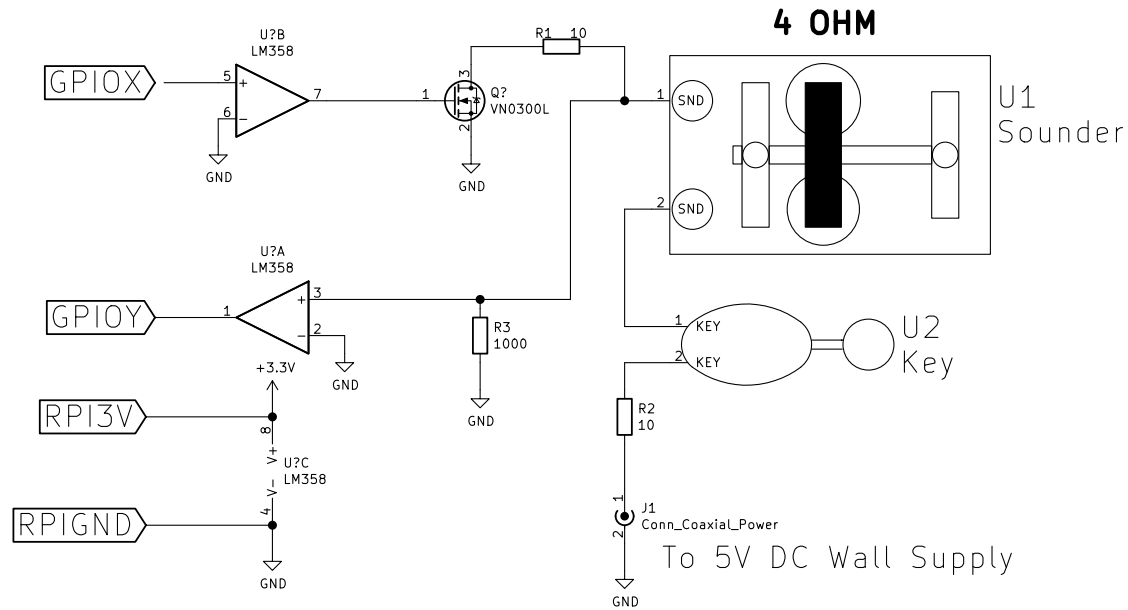 4 OHM
U?B
LM358
GPIOX
5
+
6
-
7
1
3
2
Q?
VN0300L
R1 10
GND
GND
1
SND
2
SND
U1
Sounder
U?A
LM358
GPIOY
1
+
3
-
2
GND
R3
1000
GND
1
KEY
2
KEY
U2
Key
+3.3V
RPI3V
8
V+
U?C
LM358
V-
4
RPIGND
GND
R2
10
1
J1
Conn_Coaxial_Power
2
To 5V DC Wall Supply
GND